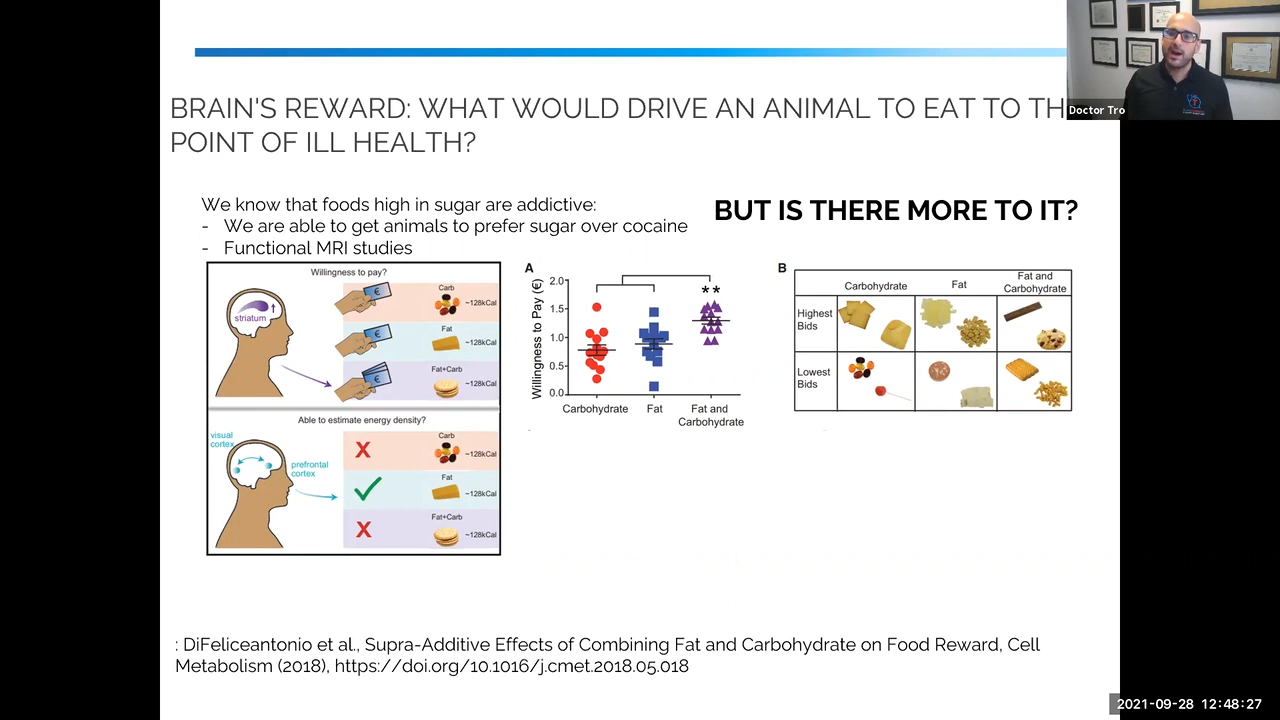 BRAIN'S REWARD: WHAT WOULD DRIVE AN ANIMAL TO EAT TO TH
POINT OF ILL HEALTH?
Doctor Tro
We know that foods high in sugar are addictive:
- We are able to get animals to prefer sugar over cocaine
- Functional MRI studies
BUT IS THERE MORE TO IT?
Willingness to pay?
striatum
Carb
~128kCal
Fat
~128kCal
Fat+Carb
~128kCal
Able to estimate energy density?
visual
cortex
prefrontal
cortex
Carb
X
~128kCal
Fat
~128kCal
Fat+Carb
X
~128kCal
A
Willingness to Pay (€)
2.0
1.5
1.0
0.5
0.0
**
Carbohydrate
Fat
Fat and
Carbohydrate
B
Carbohydrate
Fat
Fat and
Carbohydrate
Highest
Bids
Lowest
Bids
: DiFeliceantonio et al., Supra-Additive Effects of Combining Fat and Carbohydrate on Food Reward, Cell
Metabolism (2018), https://doi.org/10.1016/j.cmet.2018.05.018
2021-09-28 12:48:27